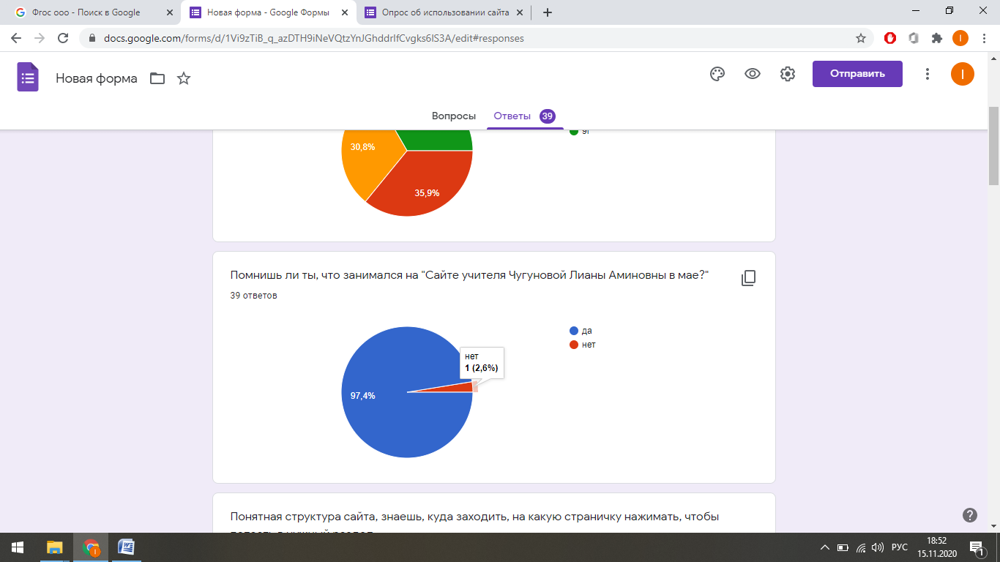 Фгос ооо - Поиск в Google
Новая форма - Google Формы
Опрос об использовании сайта
docs.google.com/forms/d/1Vi9zTiB_q_azDTH9iNeVQtzYnJGhddrIfCvgks6IS3A/edit#responses
Новая форма
Отправить
Вопросы
Ответы 39
30,8%
35,9%
Помнишь ли ты, что занимался на "Сайте учителя Чугуновой Лианы Аминовны в мае?"
39 ответов
да
нет
нет
1 (2,6%)
97,4%
Понятная структура сайта, знаешь, куда заходить, на какую страничку нажимать, чтобы
РУС
18:52
15.11.2020
1